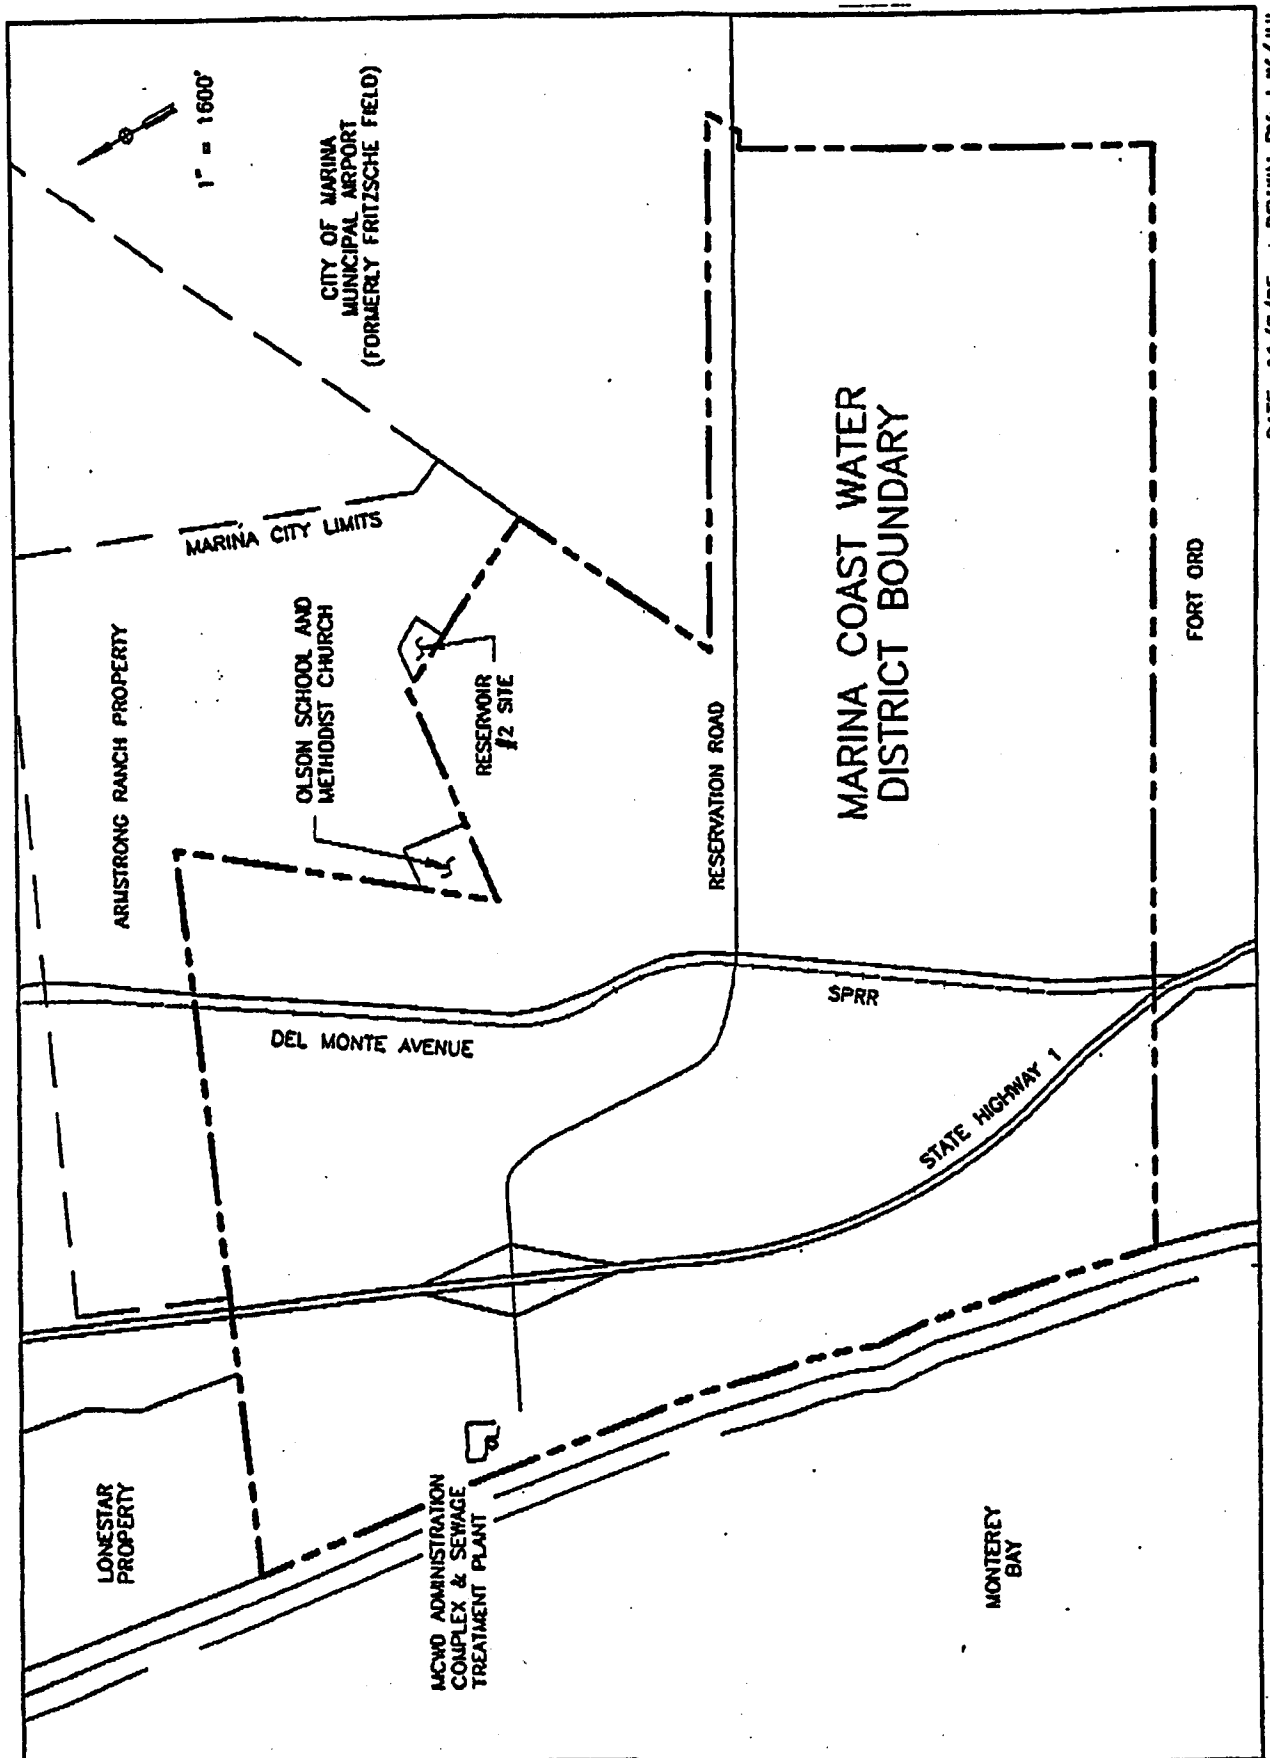 1" = 1600'
CITY OF MARINA
MUNICIPAL AIRPORT
(FORMERLY FRITZSCHE FIELD)
MARINA CITY LIMITS
ARMSTRONG RANCH PROPERTY
OLSON SCHOOL AND
METHODIST CHURCH
RESERVOIR
#2 SITE
RESERVATION ROAD
MARINA COAST WATER
DISTRICT BOUNDARY
FORT ORD
DEL MONTE AVENUE
SPRR
STATE HIGHWAY 1
LONESTAR
PROPERTY
MCWD ADMINISTRATION
COMPLEX & SEWAGE
TREATMENT PLANT
MONTEREY
BAY